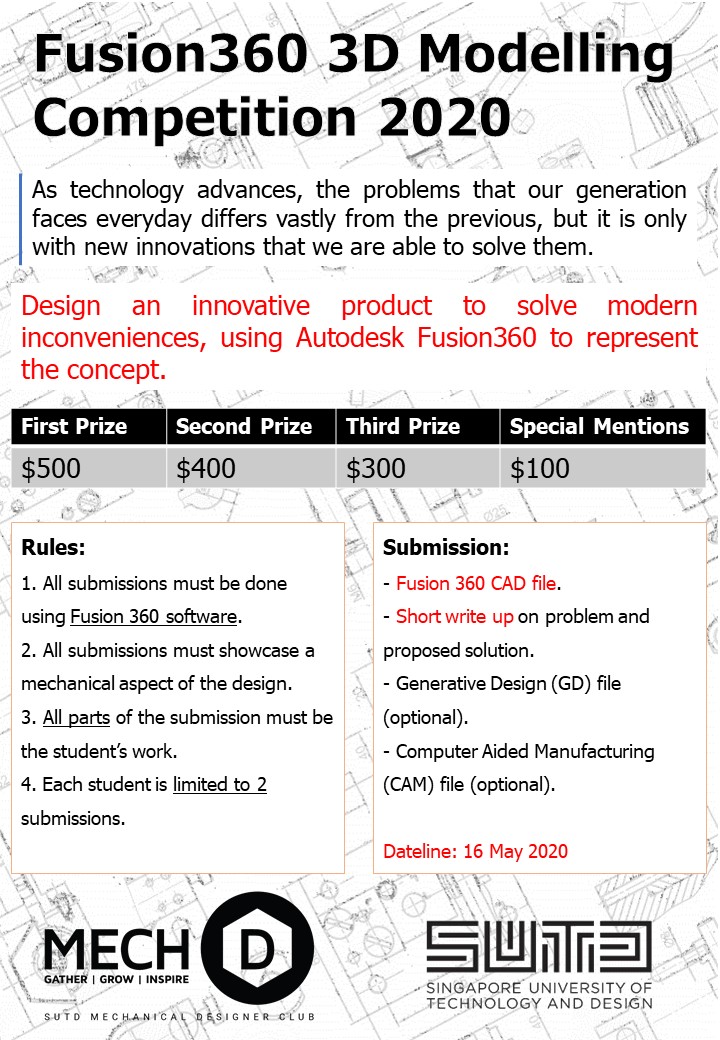 Fusion360 3D Modelling
Competition 2020
As technology advances, the problems that our generation
faces everyday differs vastly from the previous, but it is only
with new innovations that we are able to solve them.
Design an innovative product to solve modern
inconveniences, using Autodesk Fusion360 to represent
the concept.
First Prize Second Prize Third Prize Special Mentions
$500 $400 $300 $100
Rules:
1. All submissions must be done
using Fusion 360 software.
2. All submissions must showcase a
mechanical aspect of the design.
3. All parts of the submission must be
the student’s work.
4. Each student is limited to 2
submissions.
Submission:
- Fusion 360 CAD file.
- Short write up on problem and
proposed solution.
- Generative Design (GD) file
(optional).
- Computer Aided Manufacturing
(CAM) file (optional).
Dateline: 16 May 2020
MECH D
GATHER | GROW | INSPIRE
SUTD MECHANICAL DESIGNER CLUB
SUTD
SINGAPORE UNIVERSITY OF
TECHNOLOGY AND DESIGN